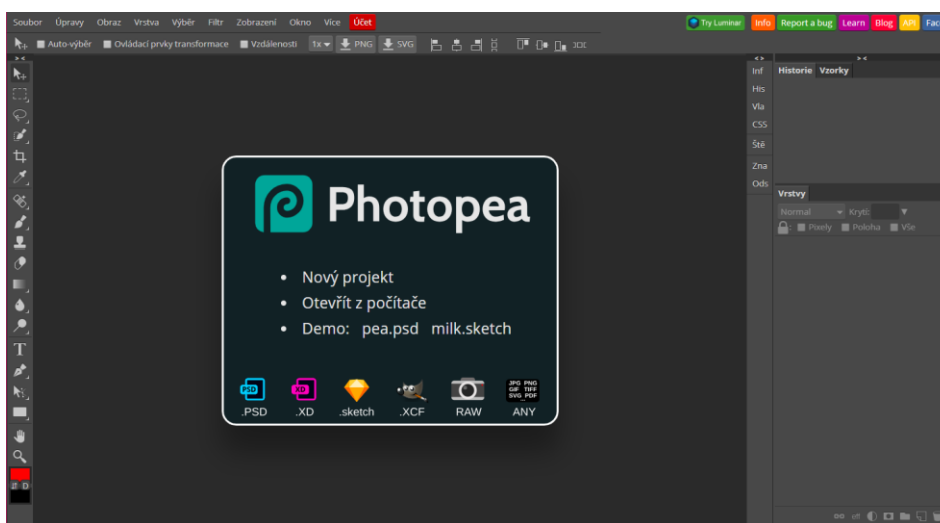 Soubor Úpravy Obraz Vrstva Výběr Filtr Zobrazení Okno Více Účet Try Luminar Info Report a bug Learn Blog API Fac
Auto-výběr Ovládací prvky transformace Vzdálenosti 1x PNG SVG
Inf
His
Vla
CSS
Ště
Zna
Ods
Historie Vzorky
Vrstvy
Normal Krytí:
Pixely Poloha Vše
Photopea
Nový projekt
Otevřít z počítače
Demo: pea.psd milk.sketch
PSD XD JPG PNG
GIF TIFF
SVG PDF
.PSD .XD .sketch .XCF RAW ANY
T
D
eff